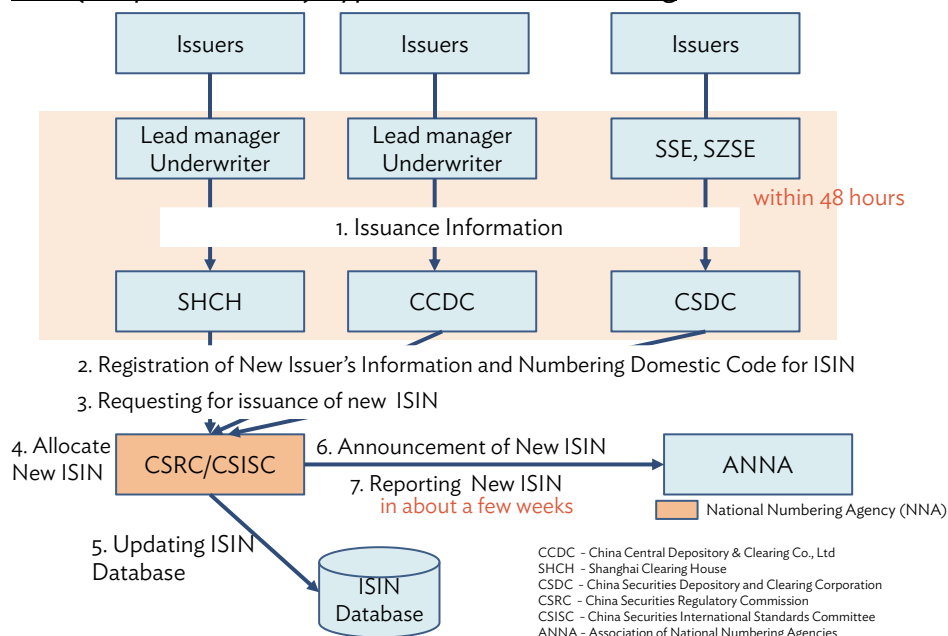 Issuers
Issuers
Issuers
Lead manager
Underwriter
Lead manager
Underwriter
SSE, SZSE
within 48 hours
1. Issuance Information
SHCH
CCDC
CSDC
2. Registration of New Issuer's Information and Numbering Domestic Code for ISIN
3. Requesting for issuance of new ISIN
4. Allocate
New ISIN
CSRC/CSISC
6. Announcement of New ISIN
7. Reporting New ISIN
in about a few weeks
ANNA
National Numbering Agency (NNA)
5. Updating ISIN
Database
ISIN
Database
CCDC - China Central Depository & Clearing Co., Ltd
SHCH - Shanghai Clearing House
CSDC - China Securities Depository and Clearing Corporation
CSRC - China Securities Regulatory Commission
CSISC - China Securities International Standards Committee
ANNA - Association of National Numbering Agencies